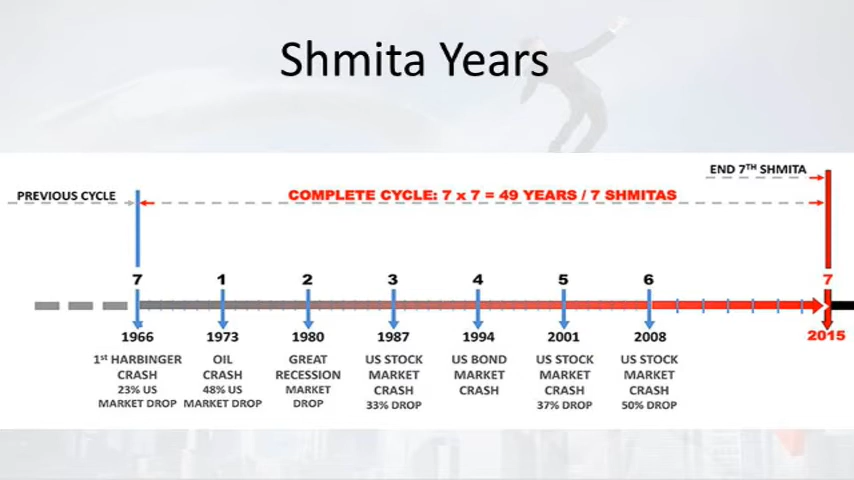 Shmita Years
END 7TH SHMITA
PREVIOUS CYCLE
COMPLETE CYCLE: 7 x 7 = 49 YEARS / 7 SHMITAS
7 1 2 3 4 5 6 7
1966 1973 1980 1987 1994 2001 2008 2015
1st HARBINGER
CRASH
23% US
MARKET DROP
OIL
CRASH
48% US
MARKET DROP
GREAT
RECESSION
MARKET
DROP
US STOCK
MARKET
CRASH
33% DROP
US BOND
MARKET
CRASH
US STOCK
MARKET
CRASH
37% DROP
US STOCK
MARKET
CRASH
50% DROP